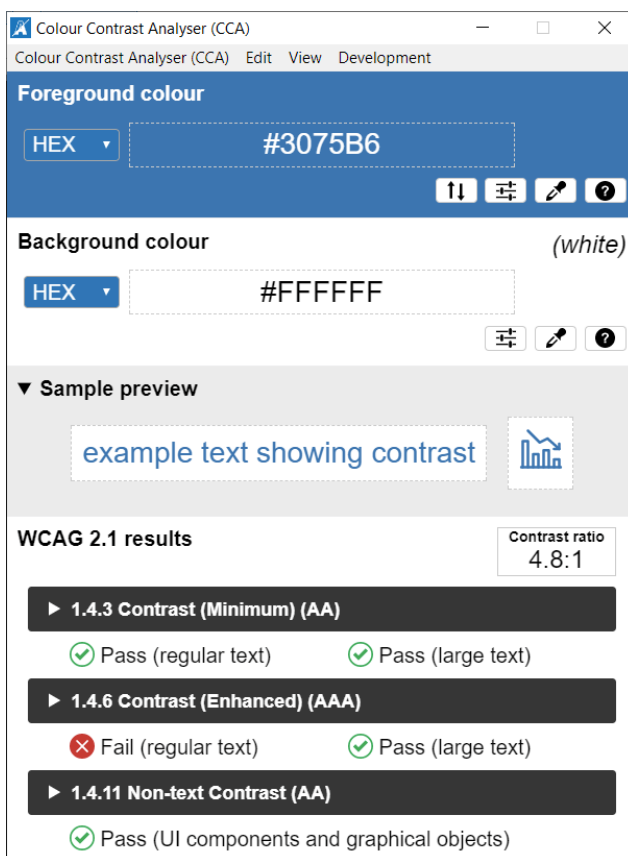 Colour Contrast Analyser (CCA)
Colour Contrast Analyser (CCA) Edit View Development
Foreground colour
HEX #3075B6
Background colour (white)
HEX #FFFFFF
Sample preview
example text showing contrast
WCAG 2.1 results
Contrast ratio
4.8:1
1.4.3 Contrast (Minimum) (AA)
Pass (regular text) Pass (large text)
1.4.6 Contrast (Enhanced) (AAA)
Fail (regular text) Pass (large text)
1.4.11 Non-text Contrast (AA)
Pass (UI components and graphical objects)